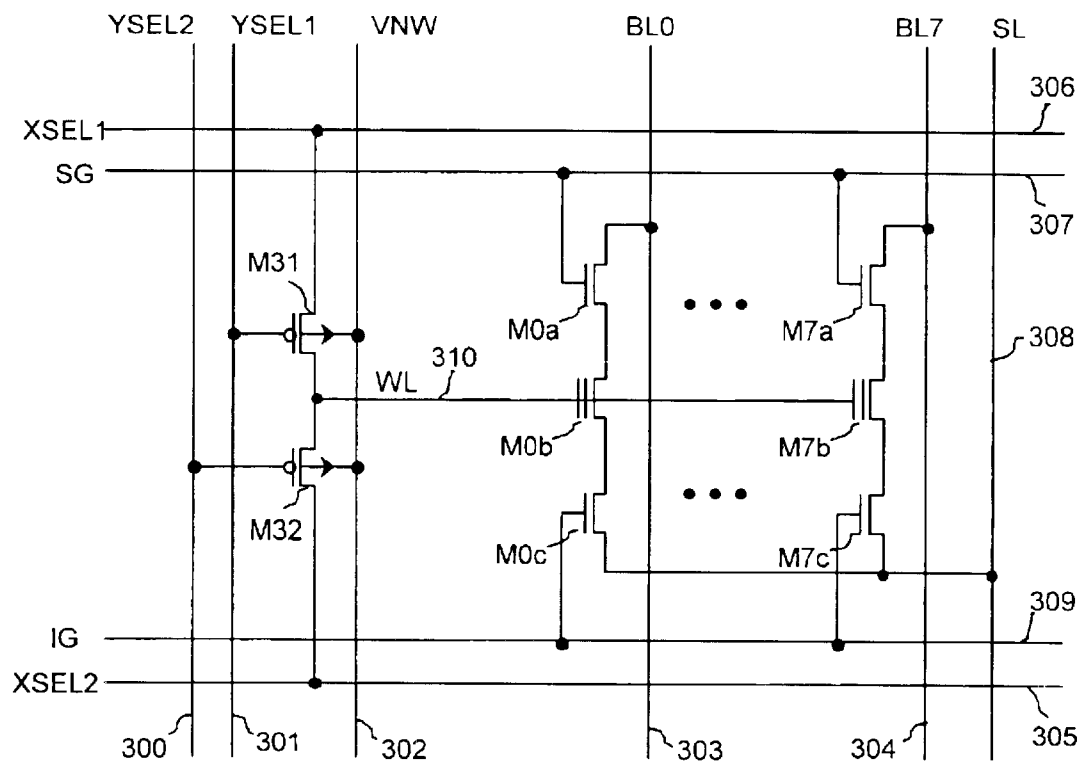 YSEL2 YSEL1 VNW BL0 BL7 SL
306
XSEL1
SG
307
M31
M0a
M7a
308
310
WL
M0b
M7b
M32
M0c
M7c
309
IG
XSEL2
300 301 302 303 304 305